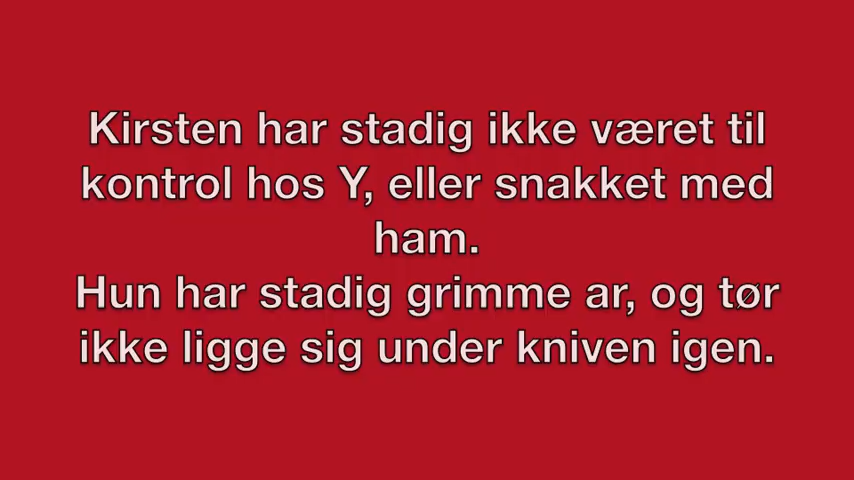 Kirsten har stadig ikke været til
kontrol hos Y, eller snakket med
ham.
Hun har stadig grimme ar, og tør
ikke ligge sig under kniven igen.